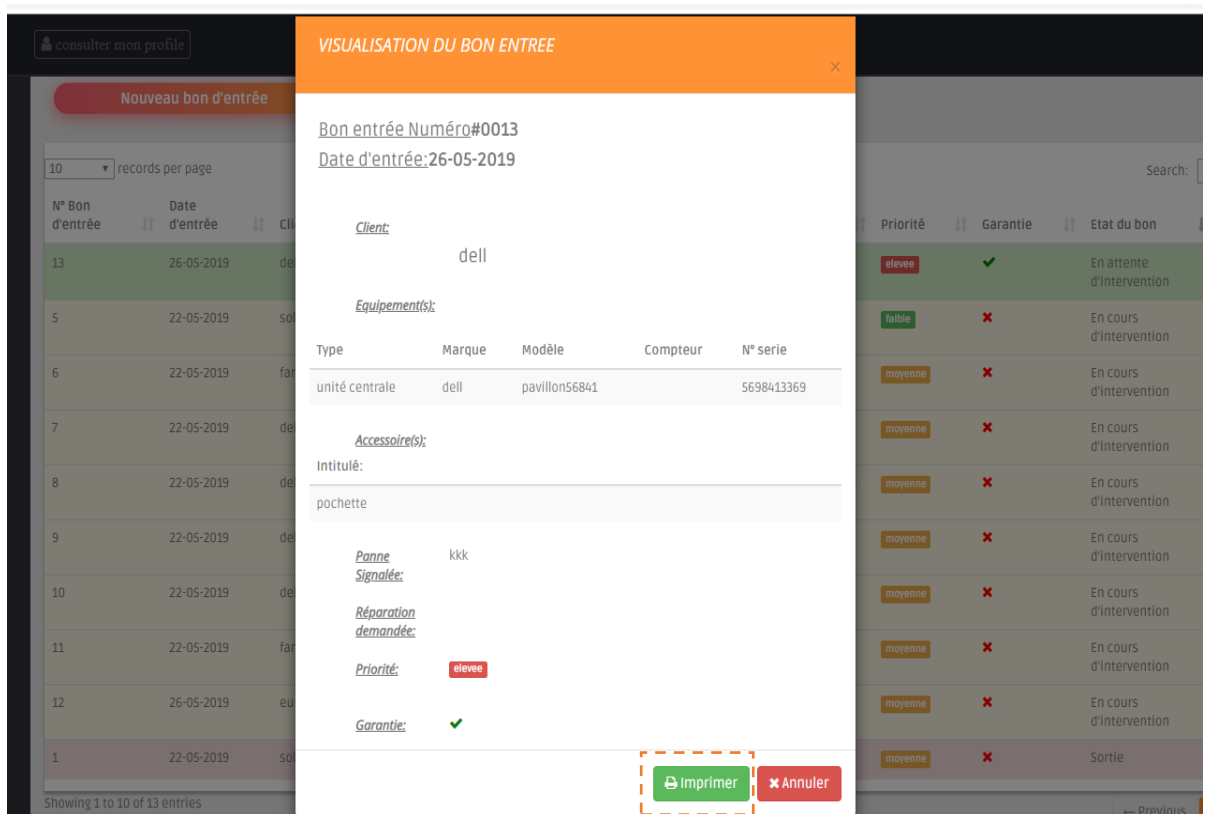 consulter mon profile
VISUALISATION DU BON ENTREE
×
Nouveau bon d'entrée
Bon entrée Numéro#0013
Date d'entrée:26-05-2019
10 records per page
Search:
N° Bon d'entrée Date d'entrée Priorité Garantie Etat du bon
13 26-05-2019 elevee En attente d'intervention
5 22-05-2019 faible En cours d'intervention
6 22-05-2019 moyenne En cours d'intervention
7 22-05-2019 moyenne En cours d'intervention
8 22-05-2019 moyenne En cours d'intervention
9 22-05-2019 moyenne En cours d'intervention
10 22-05-2019 moyenne En cours d'intervention
11 22-05-2019 moyenne En cours d'intervention
12 26-05-2019 moyenne En cours d'intervention
1 22-05-2019 moyenne Sortie
Client:
dell
Equipement(s):
Type Marque Modèle Compteur N° serie
unité centrale dell pavillon56841 5698413369
Accessoire(s):
Intitulé:
pochette
Panne Signalée: kkk
Réparation demandée:
Priorité: elevee
Garantie:
Imprimer Annuler
Showing 1 to 10 of 13 entries
← Previous